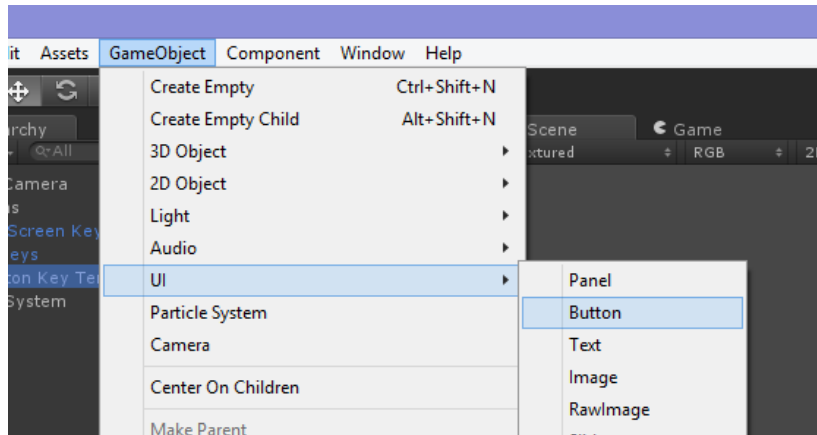 it Assets GameObject Component Window Help
Create Empty Ctrl+Shift+N
Create Empty Child Alt+Shift+N
3D Object
2D Object
Light
Audio
UI
Particle System
Camera
Center On Children
Make Parent
Panel
Button
Text
Image
RawImage
Scene Game
xtured RGB 2
archy
All
Camera
as
Screen Key
eys
ton Key Te
System